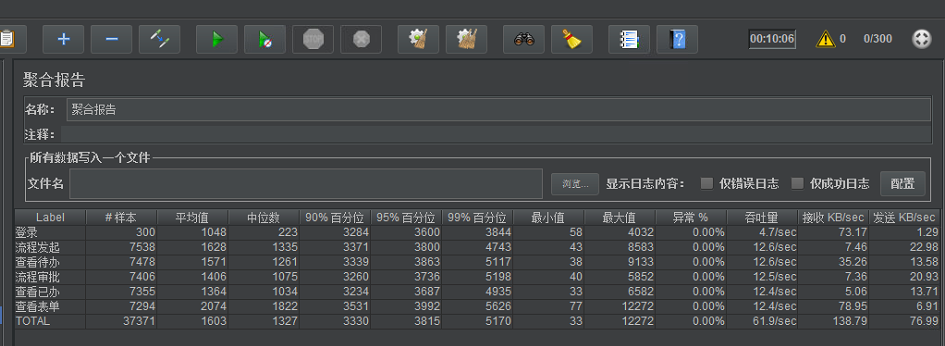 00:10:06 0 0/300
聚合报告
名称: 聚合报告
注释:
所有数据写入一个文件
文件名 浏览... 显示日志内容: 仅错误日志 仅成功日志 配置
Label # 样本 平均值 中位数 90% 百分位 95% 百分位 99% 百分位 最小值 最大值 异常 % 吞吐量 接收 KB/sec 发送 KB/sec
登录 300 1048 223 3284 3600 3844 58 4032 0.00% 4.7/sec 73.17 1.29
流程发起 7538 1628 1335 3371 3800 4743 43 8583 0.00% 12.6/sec 7.46 22.98
查看待办 7478 1571 1261 3339 3863 5117 38 9133 0.00% 12.6/sec 35.26 13.58
流程审批 7406 1406 1075 3260 3736 5198 40 5852 0.00% 12.5/sec 7.36 20.93
查看已办 7355 1364 1034 3234 3687 4935 33 6582 0.00% 12.4/sec 5.06 13.71
查看表单 7294 2074 1822 3531 3992 5626 77 12272 0.00% 12.4/sec 78.95 6.91
TOTAL 37371 1603 1327 3330 3815 5170 33 12272 0.00% 61.9/sec 138.79 76.99